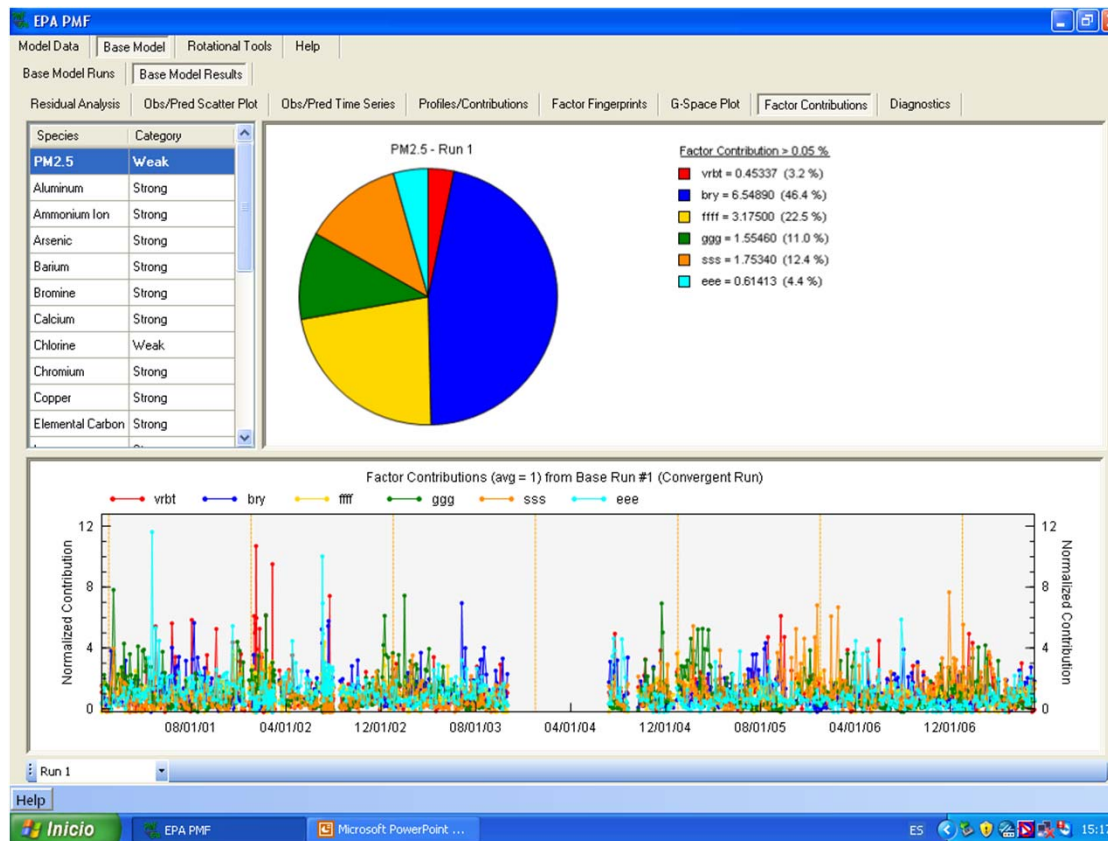 EPA PMF
Model Data Base Model Rotational Tools Help
Base Model Runs Base Model Results
Residual Analysis Obs/Pred Scatter Plot Obs/Pred Time Series Profiles/Contributions Factor Fingerprints G-Space Plot Factor Contributions Diagnostics
Species Category
PM2.5 Weak
Aluminum Strong
Ammonium Ion Strong
Arsenic Strong
Barium Strong
Bromine Strong
Calcium Strong
Chlorine Weak
Chromium Strong
Copper Strong
Elemental Carbon Strong
PM2.5 - Run 1
Factor Contribution > 0.05 %
vrbt = 0.45337 (3.2 %)
bry = 6.54890 (46.4 %)
ffff = 3.17500 (22.5 %)
ggg = 1.55460 (11.0 %)
sss = 1.75340 (12.4 %)
eee = 0.61413 (4.4 %)
Factor Contributions (avg = 1) from Base Run #1 (Convergent Run)
vrbt bry ffff ggg sss eee
Normalized Contribution
12 12
8 8
4 4
0 0
Normalized Contribution
08/01/01 04/01/02 12/01/02 08/01/03 04/01/04 12/01/04 08/01/05 04/01/06 12/01/06
Run 1
Help
Inicio EPA PMF Microsoft PowerPoint ... ES 15:17